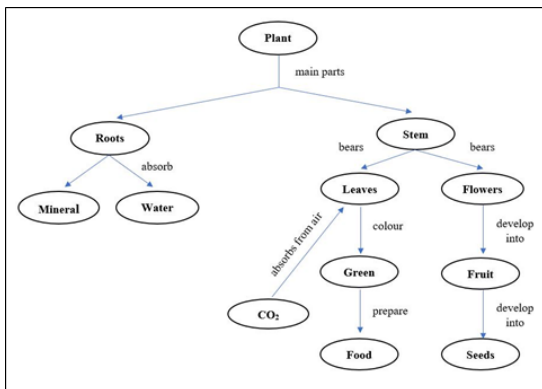 Plant
main parts
Roots
Stem
absorb
bears
bears
Mineral
Water
Leaves
Flowers
absorbs from air
colour
develop
into
Green
Fruit
CO₂
prepare
develop
into
Food
Seeds